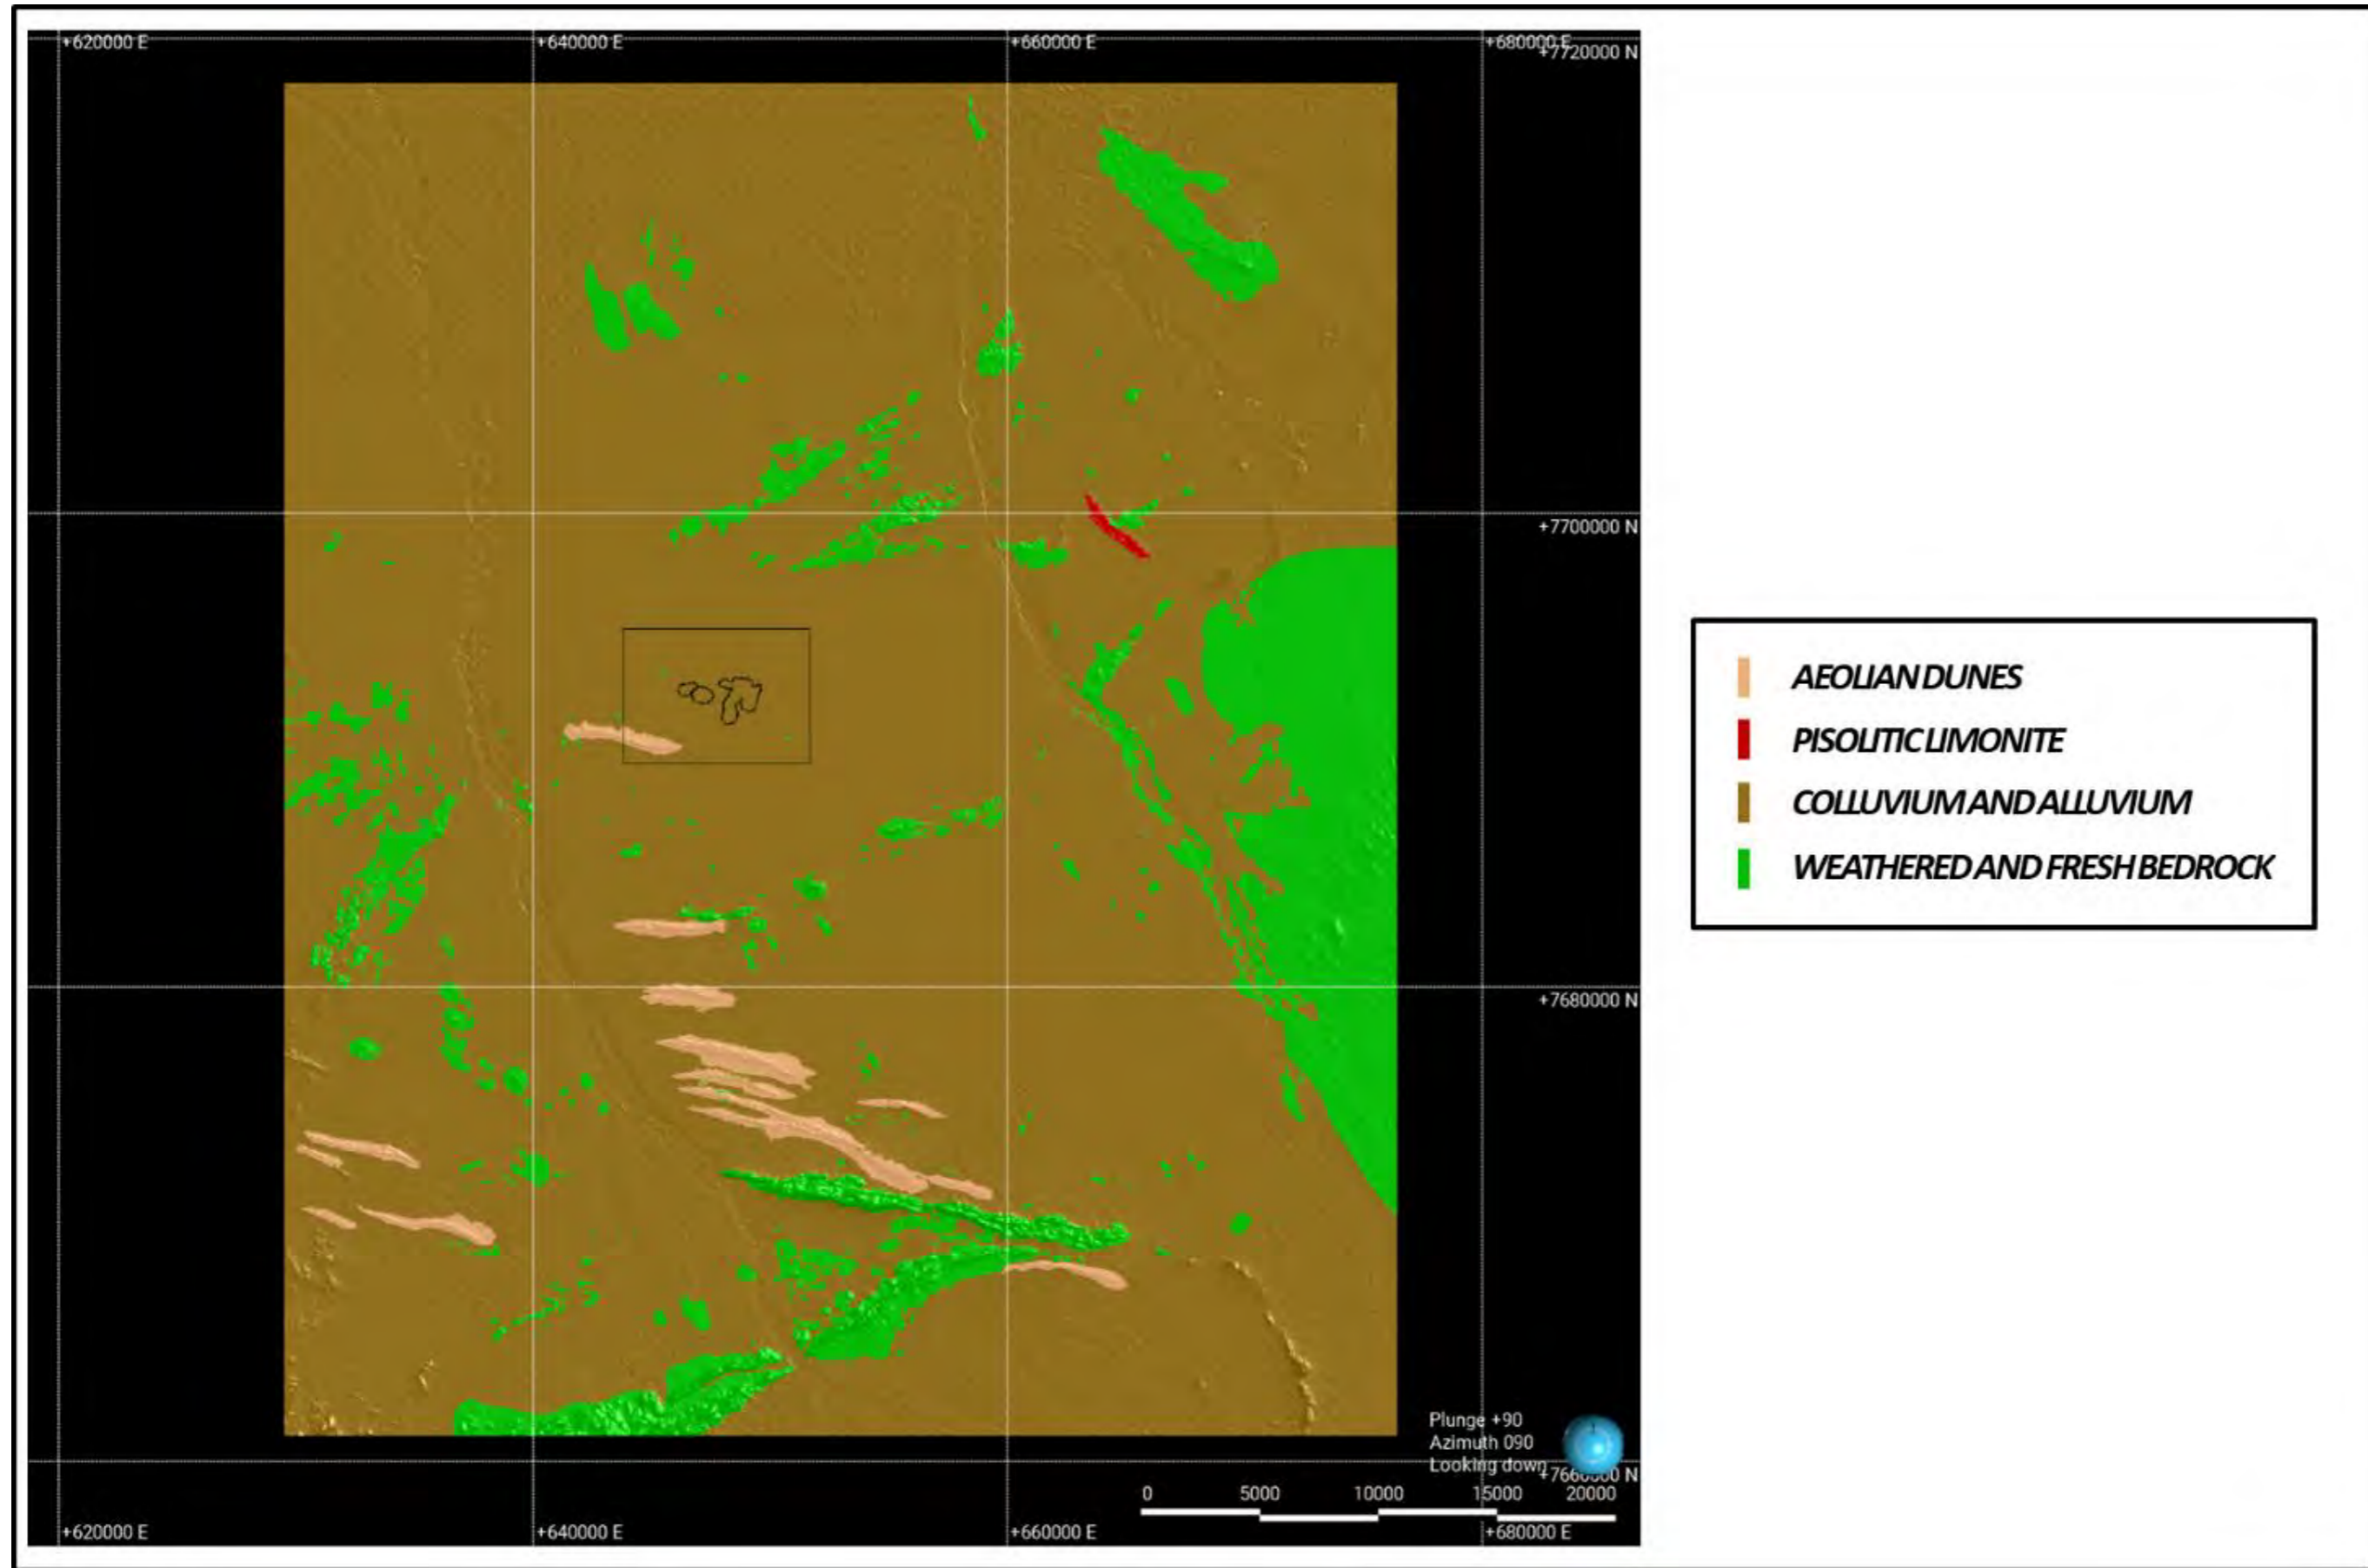 +620000 E
+640000 E
+660000 E
+680000 E
+7720000 N
+7700000 N
AEOLIAN DUNES
PISOLITIC LIMONITE
COLLUVIUM AND ALLUVIUM
WEATHERED AND FRESH BEDROCK
+7680000 N
Plunge +90
Azimuth 090
Looking down
+7660000 N
0 5000 10000 15000 20000
+620000 E
+640000 E
+660000 E
+680000 E